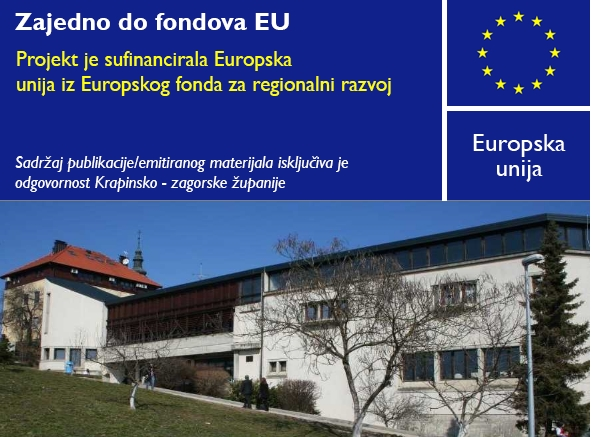 Zajedno do fondova EU
Projekt je sufinancirala Europska
unija iz Europskog fonda za regionalni razvoj
Sadržaj publikacije/emitiranog materijala isključiva je
odgovornost Krapinsko - zagorske županije
Europska
unija